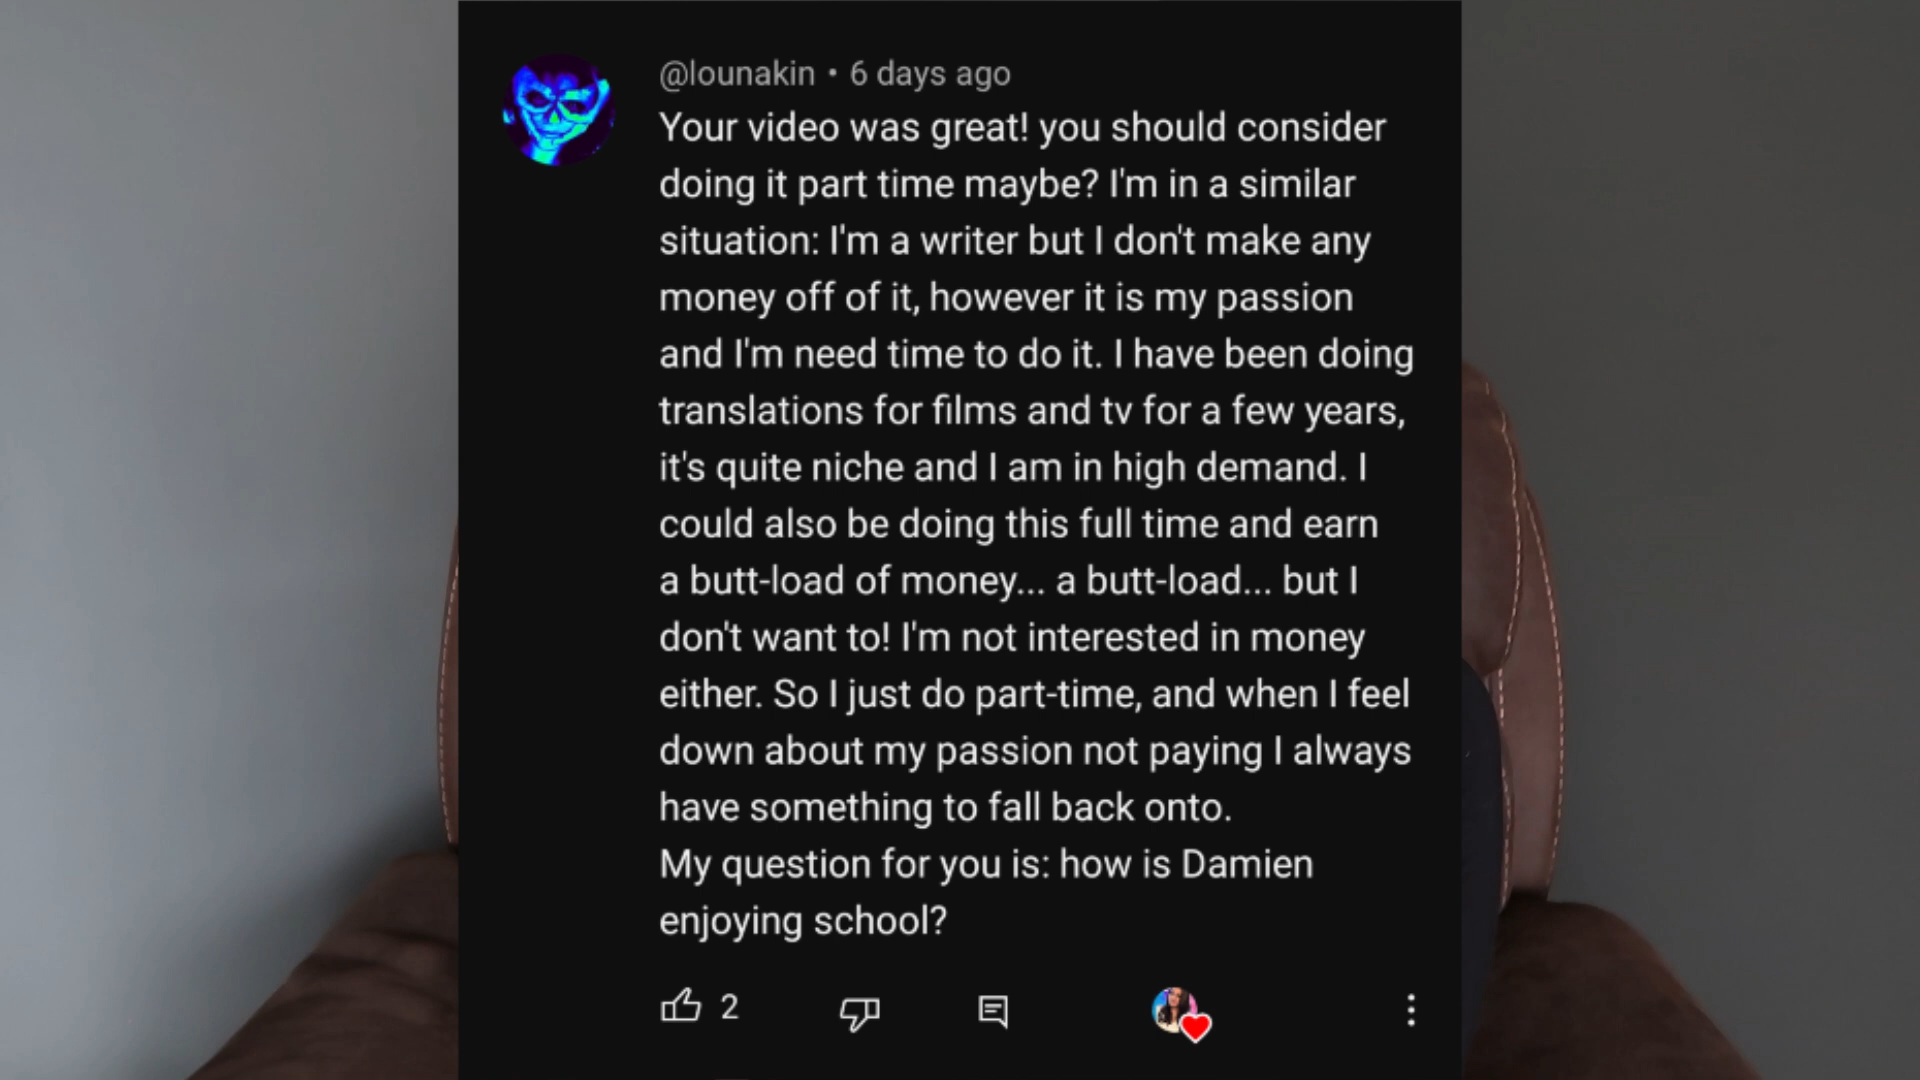 @lounakin • 6 days ago
Your video was great! you should consider
doing it part time maybe? I'm in a similar
situation: I'm a writer but I don't make any
money off of it, however it is my passion
and I'm need time to do it. I have been doing
translations for films and tv for a few years,
it's quite niche and I am in high demand. I
could also be doing this full time and earn
a butt-load of money... a butt-load... but I
don't want to! I'm not interested in money
either. So I just do part-time, and when I feel
down about my passion not paying I always
have something to fall back onto.
My question for you is: how is Damien
enjoying school?
2